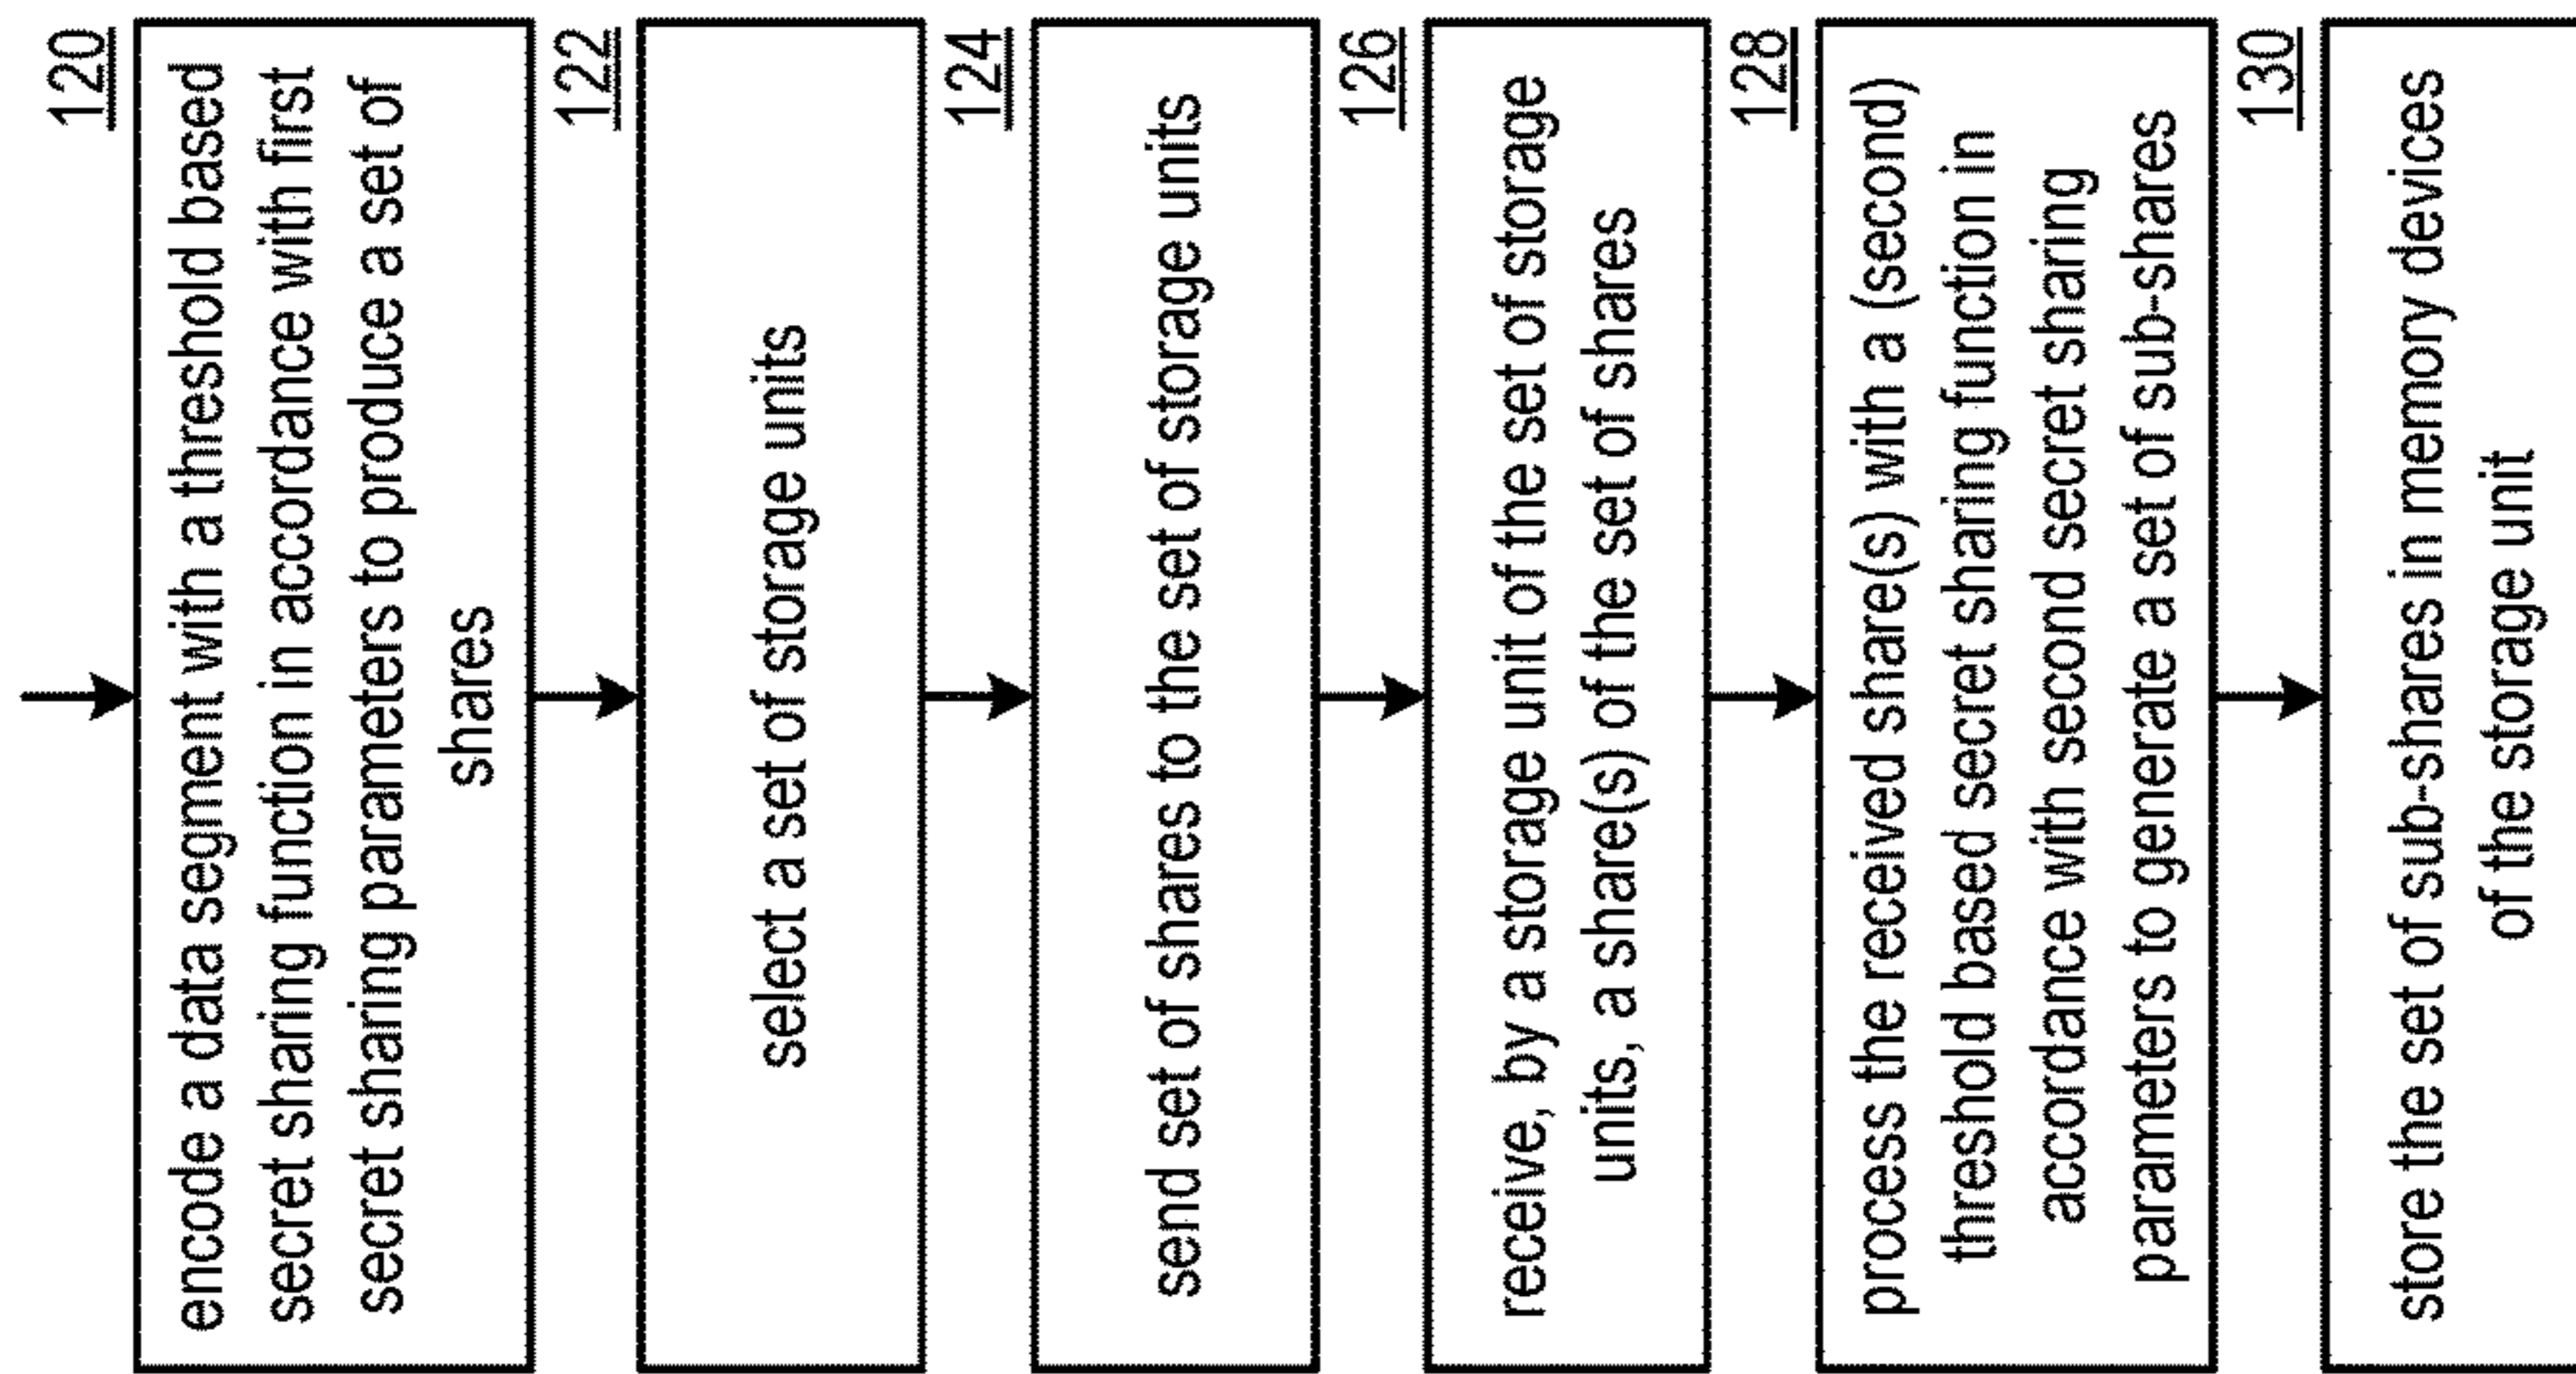 120
encode a data segment with a threshold based
secret sharing function in accordance with first
secret sharing parameters to produce a set of
shares
122
select a set of storage units
124
send set of shares to the set of storage units
126
receive, by a storage unit of the set of storage
units, a share(s) of the set of shares
128
process the received share(s) with a (second)
threshold based secret sharing function in
accordance with second secret sharing
parameters to generate a set of sub-shares
130
store the set of sub-shares in memory devices
of the storage unit